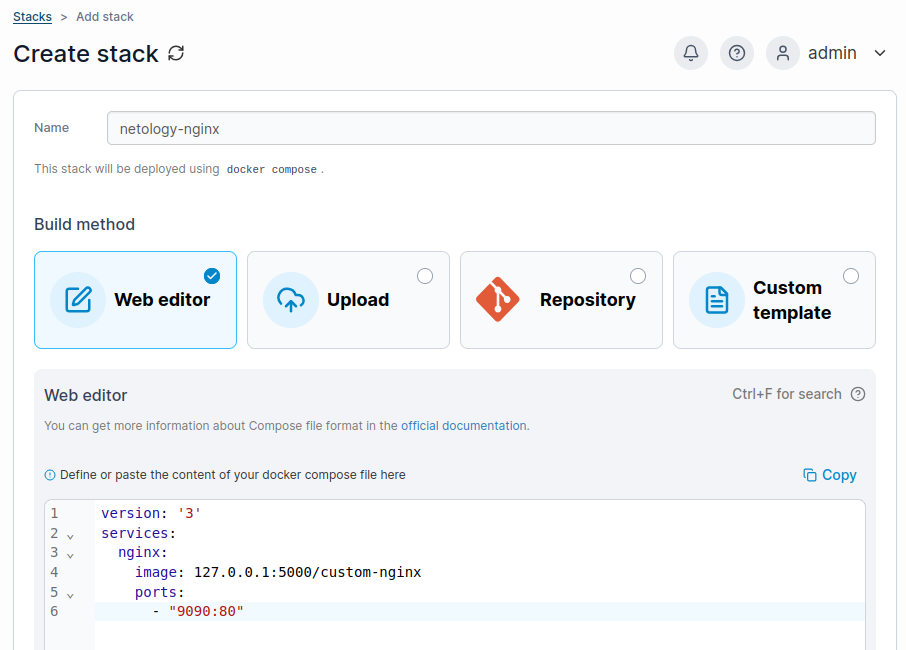 Stacks > Add stack
Create stack
admin
Name
netology-nginx
This stack will be deployed using docker compose .
Build method
Web editor
Upload
Repository
Custom
template
Web editor
Ctrl+F for search
You can get more information about Compose file format in the official documentation.
Define or paste the content of your docker compose file here
Copy
1 version: '3'
2 services:
3   nginx:
4     image: 127.0.0.1:5000/custom-nginx
5     ports:
6       - "9090:80"